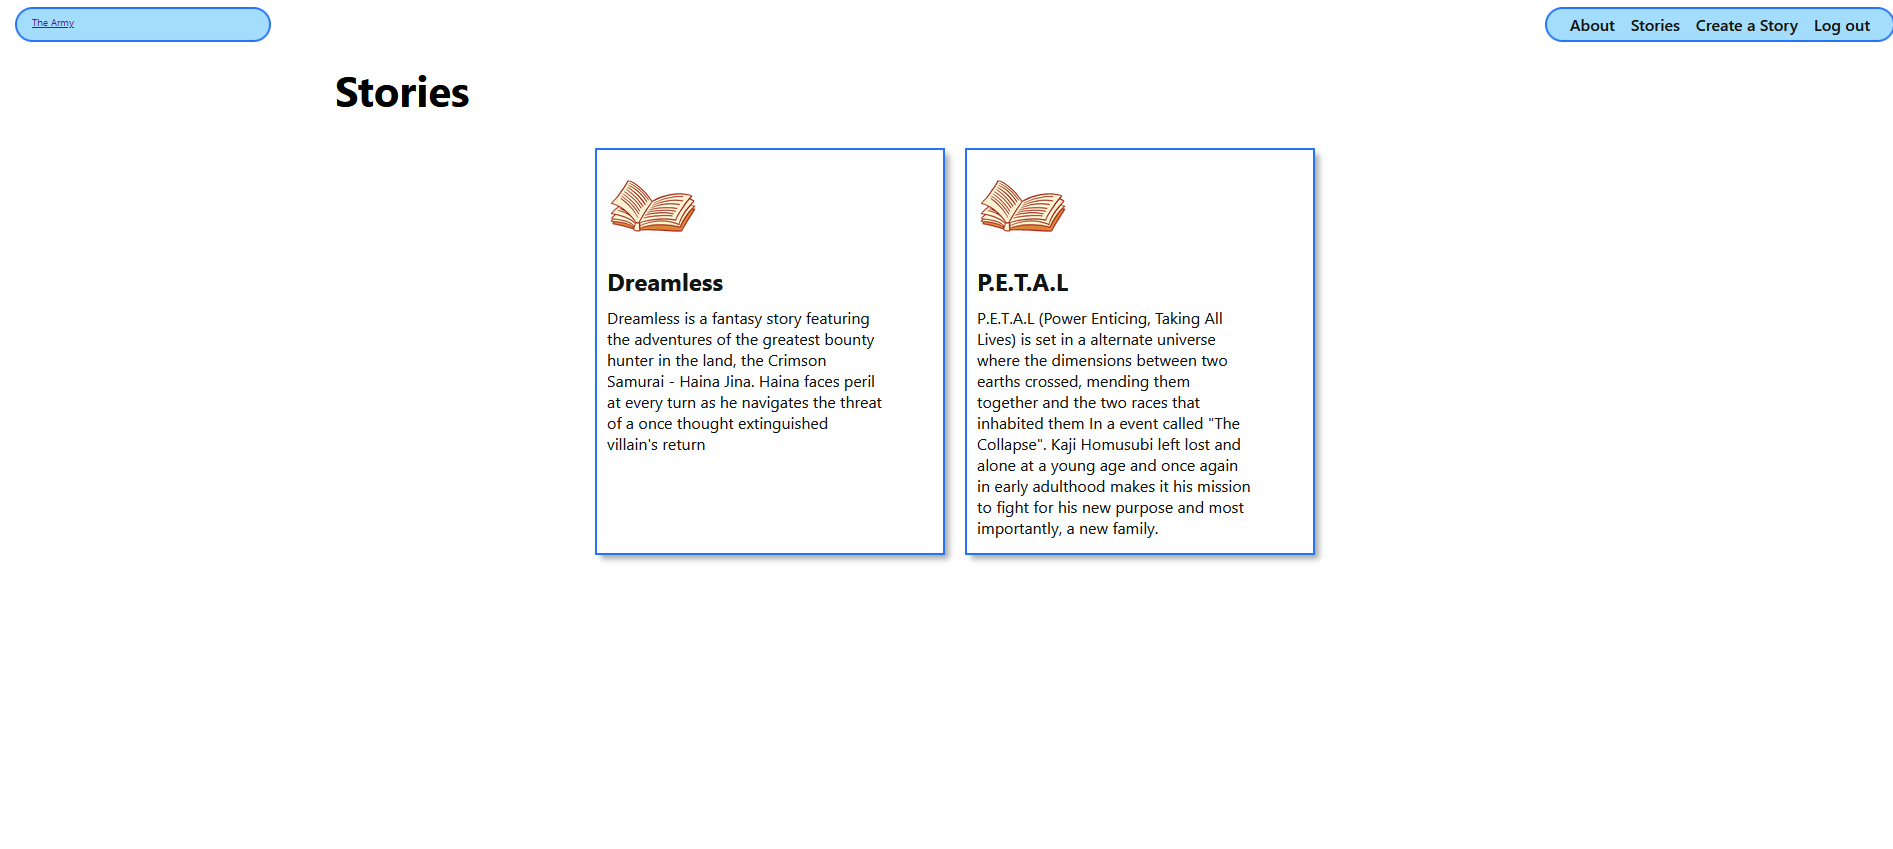 The Army
About Stories Create a Story Log out
Stories
Dreamless
Dreamless is a fantasy story featuring
the adventures of the greatest bounty
hunter in the land, the Crimson
Samurai - Haina Jina. Haina faces peril
at every turn as he navigates the threat
of a once thought extinguished
villain's return
P.E.T.A.L
P.E.T.A.L (Power Enticing, Taking All
Lives) is set in a alternate universe
where the dimensions between two
earths crossed, mending them
together and the two races that
inhabited them In a event called "The
Collapse". Kaji Homusubi left lost and
alone at a young age and once again
in early adulthood makes it his mission
to fight for his new purpose and most
importantly, a new family.